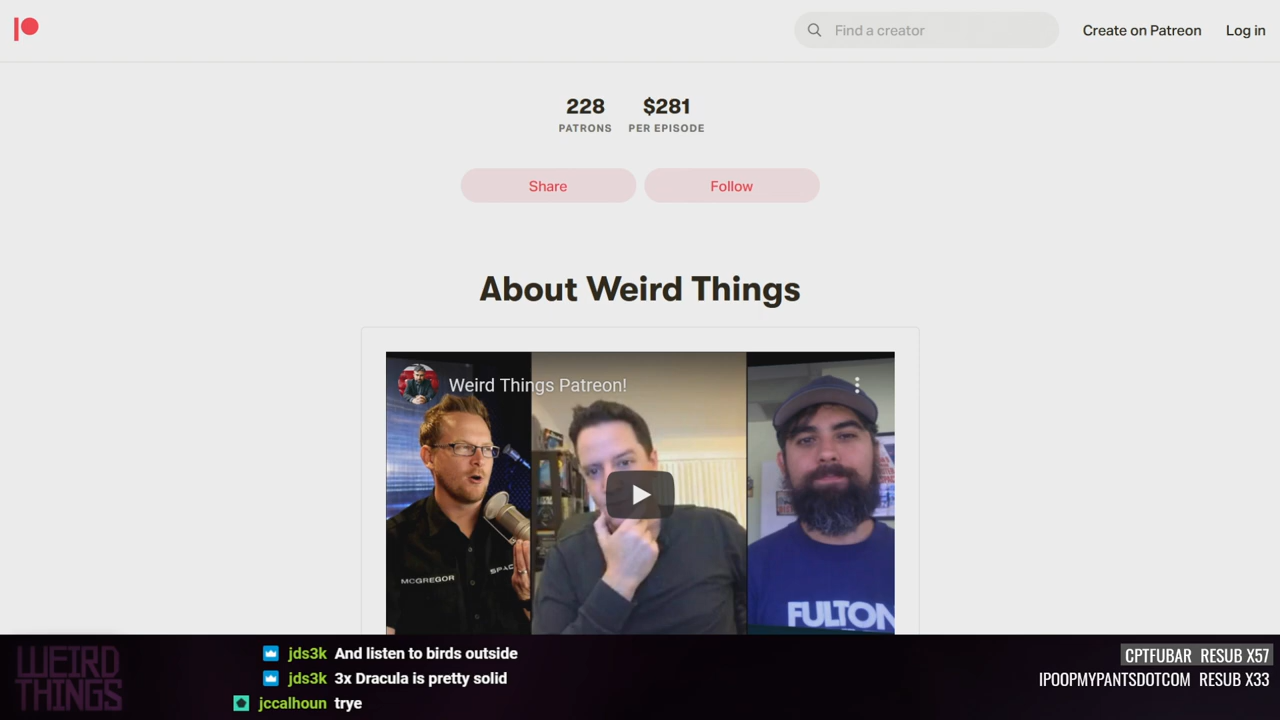 Find a creator
Create on Patreon
Log in
228
PATRONS
$281
PER EPISODE
Share
Follow
About Weird Things
Weird Things Patreon!
MCGREGOR
SPAC
FULTON
WEIRD
THINGS
jds3k And listen to birds outside
jds3k 3x Dracula is pretty solid
jccalhoun trye
CPTFUBAR RESUB X57
IPOOPMYPANTSDOTCOM RESUB X33